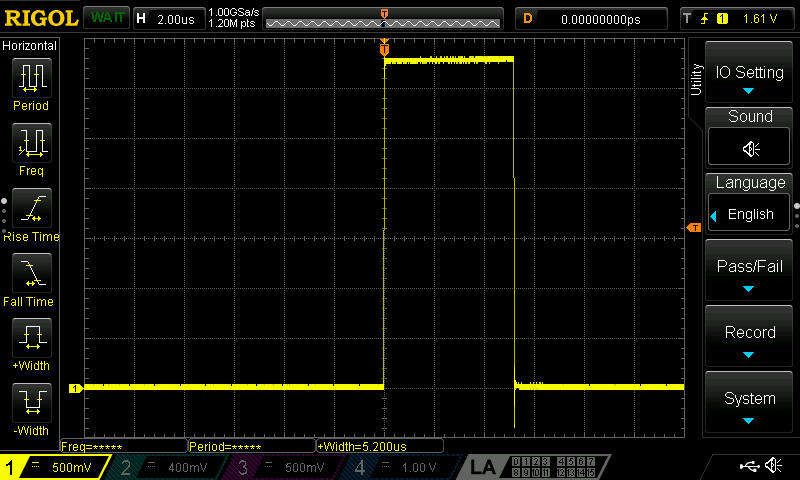 RIGOL WAIT H 2.00us 1.00GSa/s 1.20M pts T D 0.00000000ps T 1 1.61 V
Horizontal
Period
Freq
Rise Time
Fall Time
+Width
-Width
T
T
1
Utility
IO Setting
Sound
Language
English
Pass/Fail
Record
System
Freq=***** Period=***** +Width=5.200us
1 500mV 2 400mV 3 500mV 4 1.00 V LA 0 1 2 3 4 5 6 7
8 9 10 11 12 13 14 15